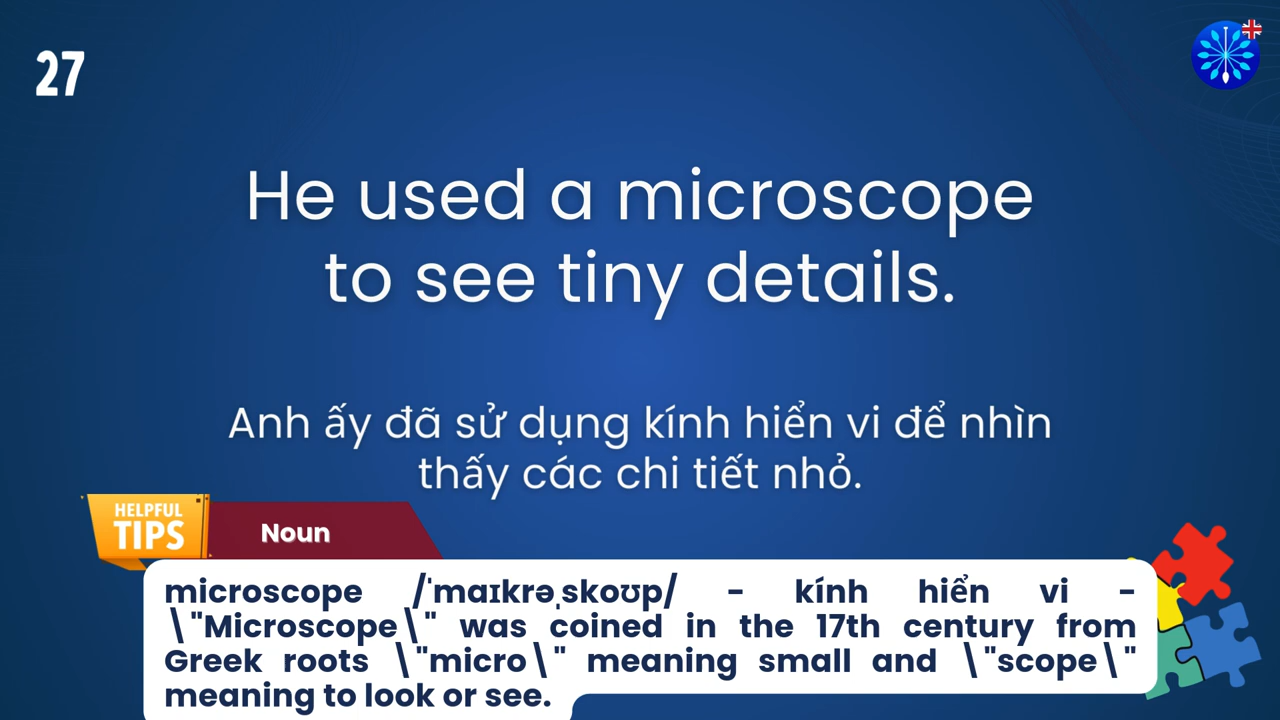 27
He used a microscope
to see tiny details.
Anh ấy đã sử dụng kính hiển vi để nhìn
thấy các chi tiết nhỏ.
HELPFUL
TIPS
Noun
microscope /ˈmaɪkrəˌskoʊp/ - kính hiển vi -
\"Microscope\" was coined in the 17th century from
Greek roots \"micro\" meaning small and \"scope\"
meaning to look or see.